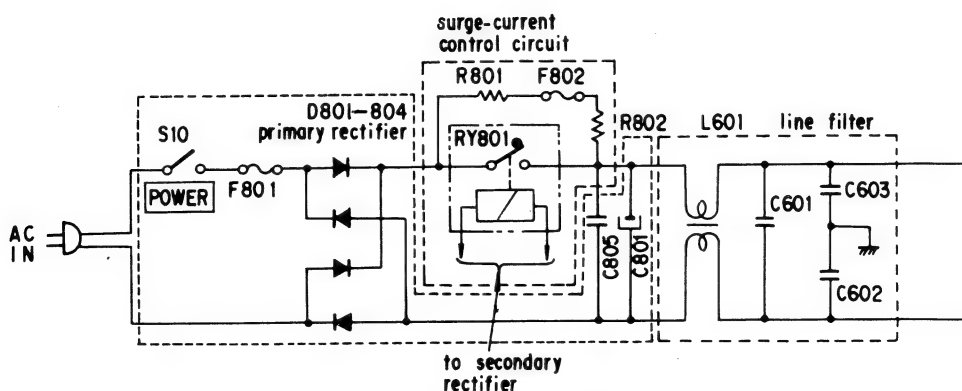 surge-current
control circuit
R801
F802
D801-804
primary rectifier
S10
RY801
R802
L601
line filter
POWER
F801
C601
C603
AC
IN
C805
C801
C602
to secondary
rectifier